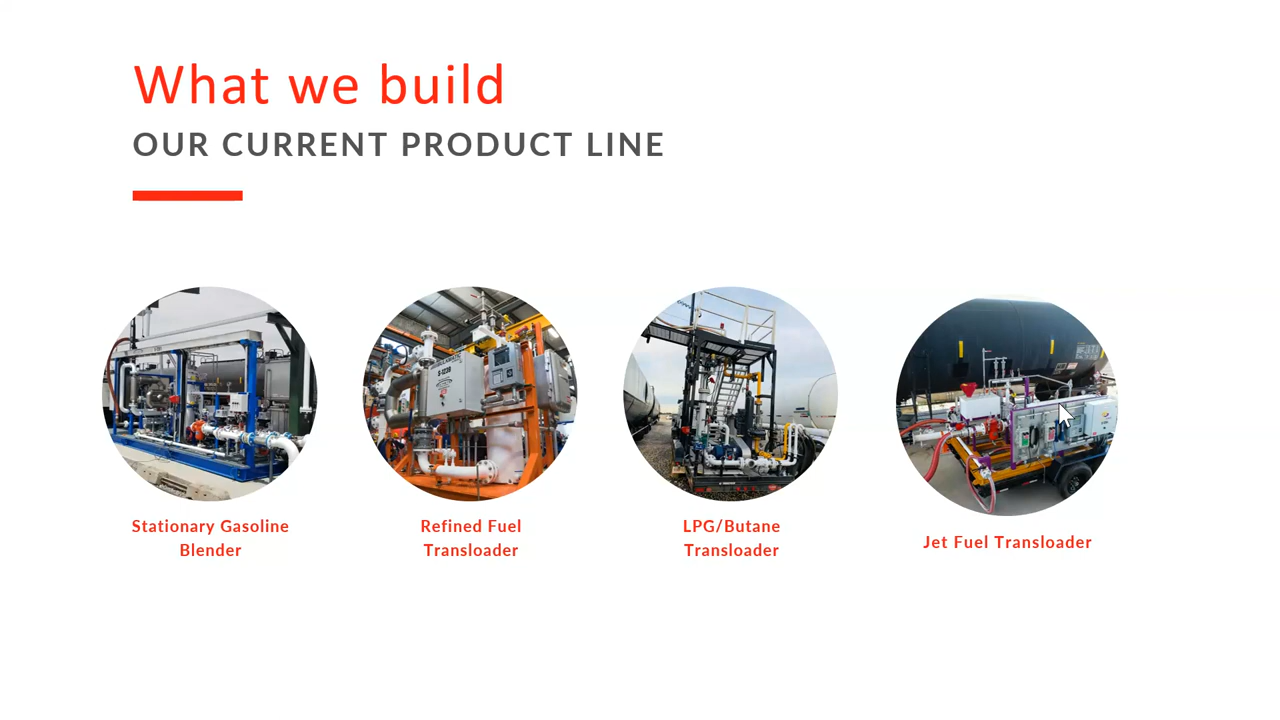 What we build
OUR CURRENT PRODUCT LINE
Stationary Gasoline
Blender
Refined Fuel
Transloader
LPG/Butane
Transloader
Jet Fuel Transloader